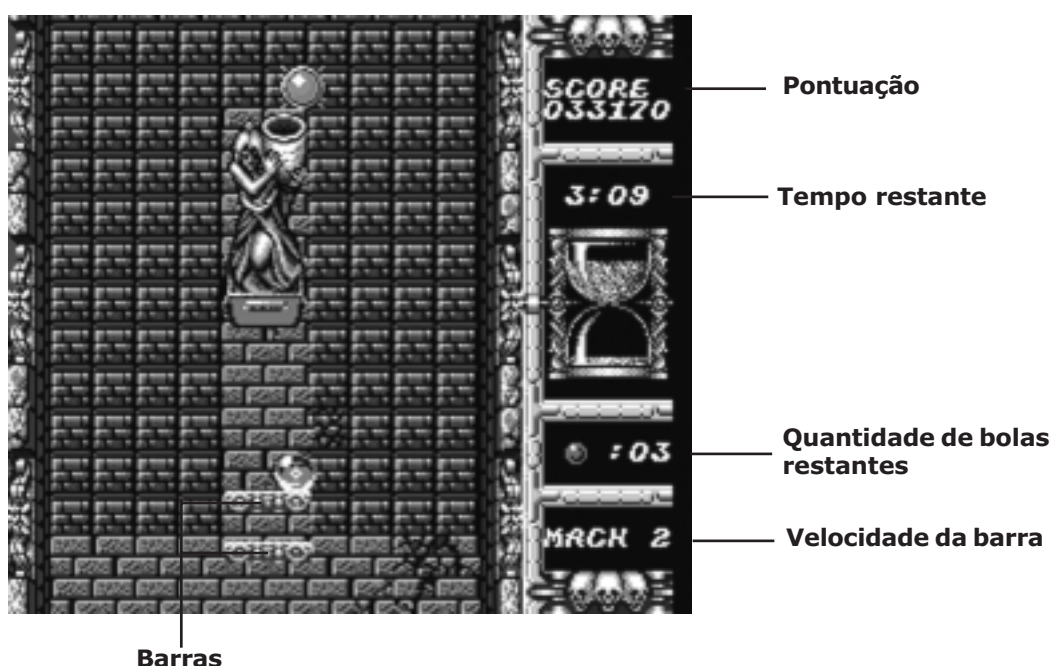 SCORE
033170
Pontuação
3:09
Tempo restante
:03
Quantidade de bolas
restantes
MACH 2
Velocidade da barra
Barras